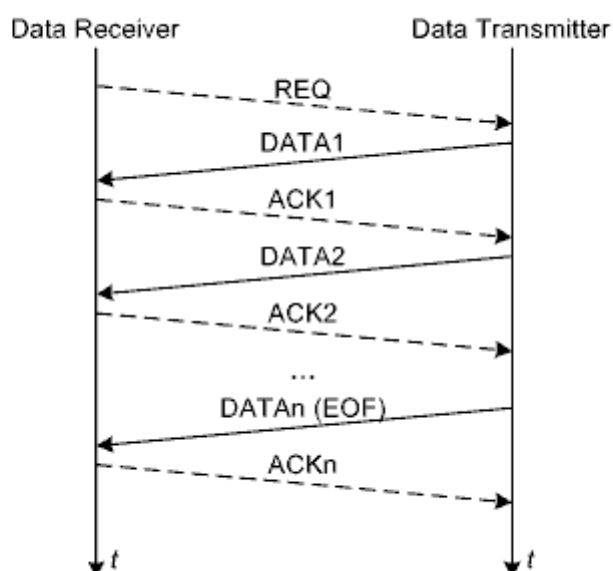 Data Receiver Data Transmitter
REQ
DATA1
ACK1
DATA2
ACK2
...
DATAn (EOF)
ACKn
t t